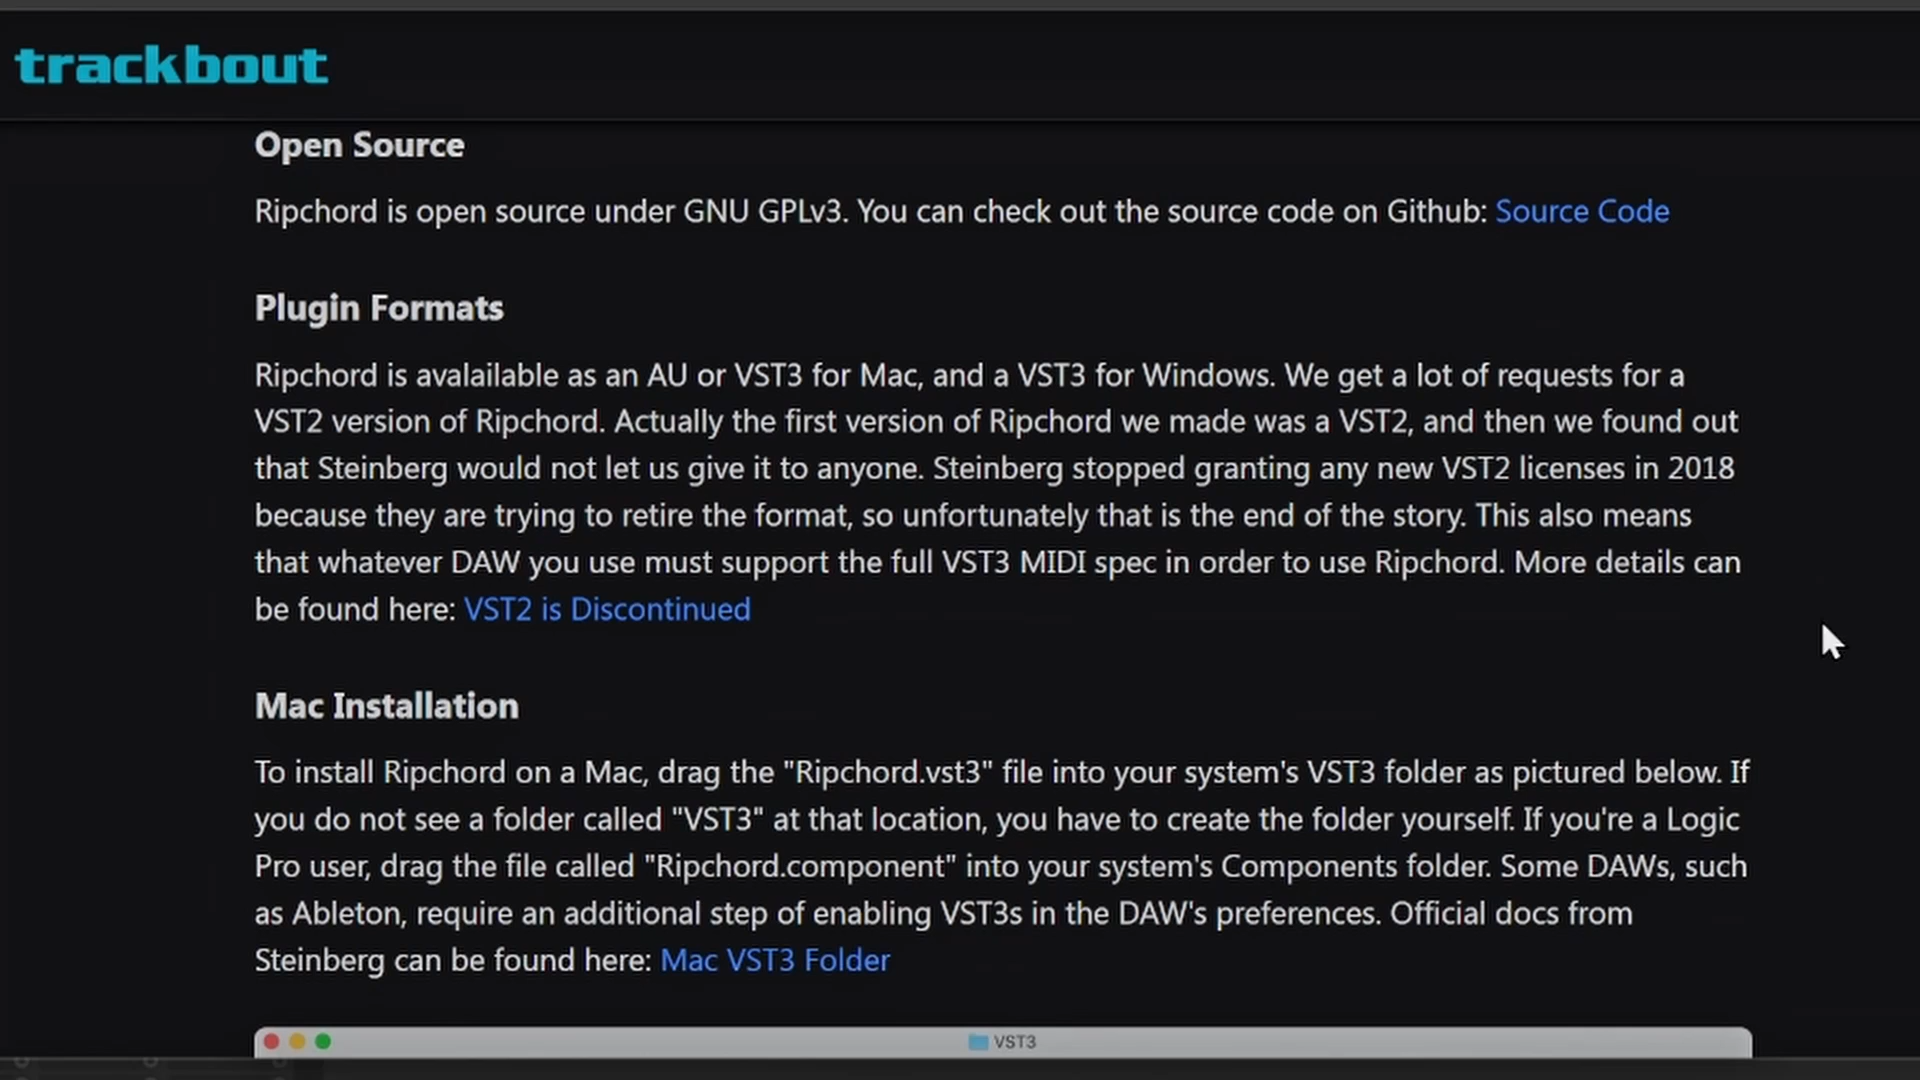 trackbout
Open Source
Ripchord is open source under GNU GPLv3. You can check out the source code on Github: Source Code
Plugin Formats
Ripchord is avalailable as an AU or VST3 for Mac, and a VST3 for Windows. We get a lot of requests for a
VST2 version of Ripchord. Actually the first version of Ripchord we made was a VST2, and then we found out
that Steinberg would not let us give it to anyone. Steinberg stopped granting any new VST2 licenses in 2018
because they are trying to retire the format, so unfortunately that is the end of the story. This also means
that whatever DAW you use must support the full VST3 MIDI spec in order to use Ripchord. More details can
be found here: VST2 is Discontinued
Mac Installation
To install Ripchord on a Mac, drag the "Ripchord.vst3" file into your system's VST3 folder as pictured below. If
you do not see a folder called "VST3" at that location, you have to create the folder yourself. If you're a Logic
Pro user, drag the file called "Ripchord.component" into your system's Components folder. Some DAWs, such
as Ableton, require an additional step of enabling VST3s in the DAW's preferences. Official docs from
Steinberg can be found here: Mac VST3 Folder
VST3